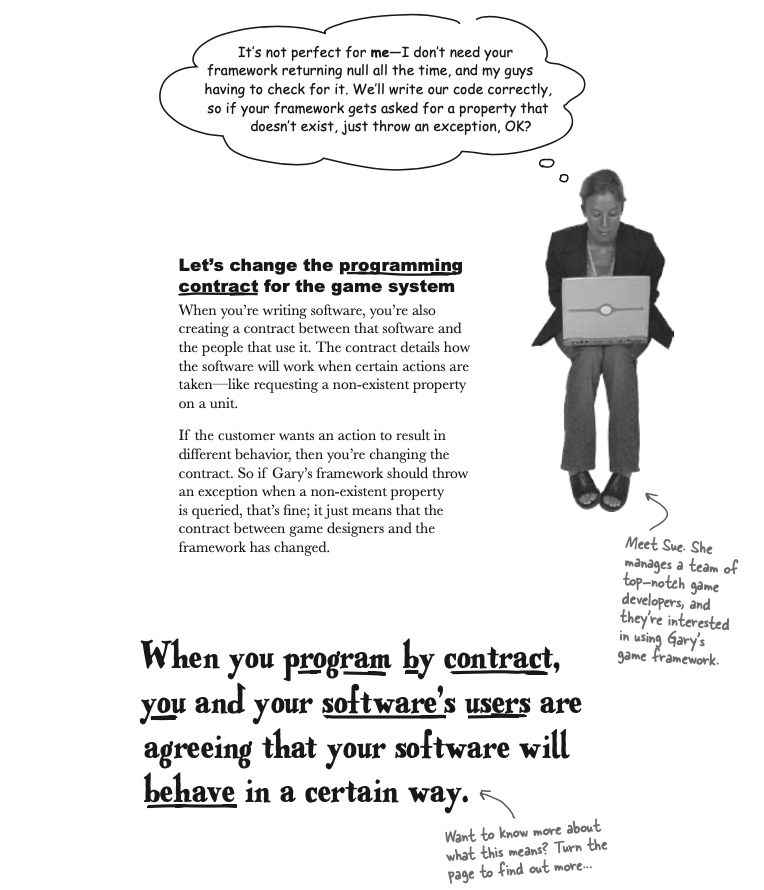 It's not perfect for me—I don't need your
framework returning null all the time, and my guys
having to check for it. We'll write our code correctly,
so if your framework gets asked for a property that
doesn't exist, just throw an exception, OK?
Let's change the programming
contract for the game system
When you're writing software, you're also
creating a contract between that software and
the people that use it. The contract details how
the software will work when certain actions are
taken—like requesting a non-existent property
on a unit.
If the customer wants an action to result in
different behavior, then you're changing the
contract. So if Gary's framework should throw
an exception when a non-existent property
is queried, that's fine; it just means that the
contract between game designers and the
framework has changed.
Meet Sue. She
manages a team of
top-notch game
developers, and
they're interested
in using Gary's
game framework.
When you program by contract,
you and your software's users are
agreeing that your software will
behave in a certain way.
Want to know more about
what this means? Turn the
page to find out more...